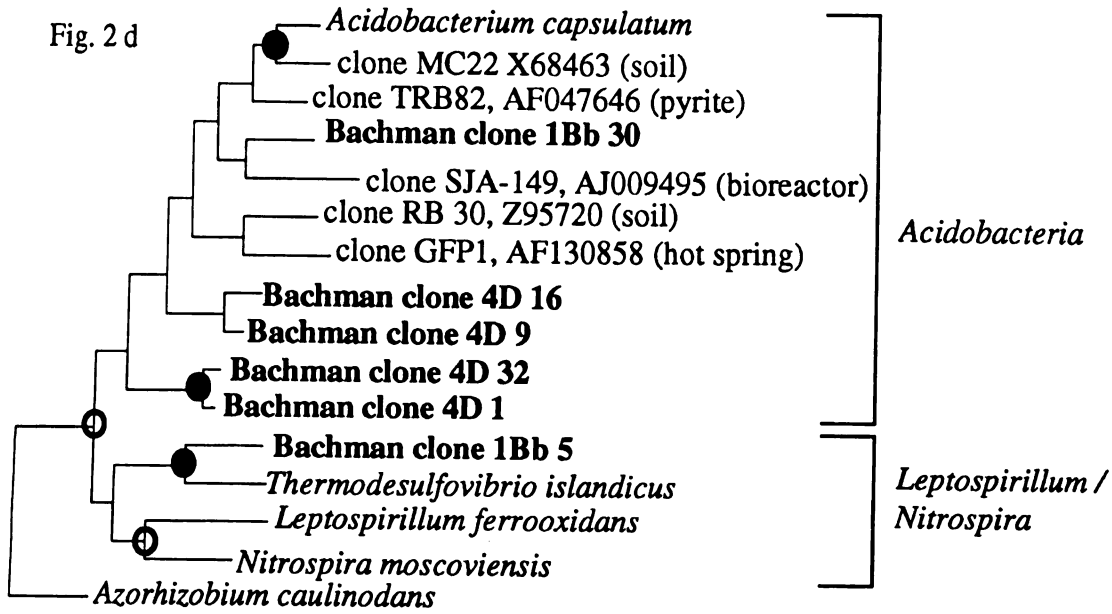 Fig. 2 d
Acidobacterium capsulatum
clone MC22 X68463 (soil)
clone TRB82, AF047646 (pyrite)
Bachman clone 1Bb 30
clone SJA-149, AJ009495 (bioreactor)
clone RB 30, Z95720 (soil)
clone GFP1, AF130858 (hot spring)
Bachman clone 4D 16
Bachman clone 4D 9
Bachman clone 4D 32
Bachman clone 4D 1
Acidobacteria
Bachman clone 1Bb 5
Thermodesulfovibrio islandicus
Leptospirillum ferrooxidans
Nitrospira moscoviensis
Leptospirillum /
Nitrospira
Azorhizobium caulinodans